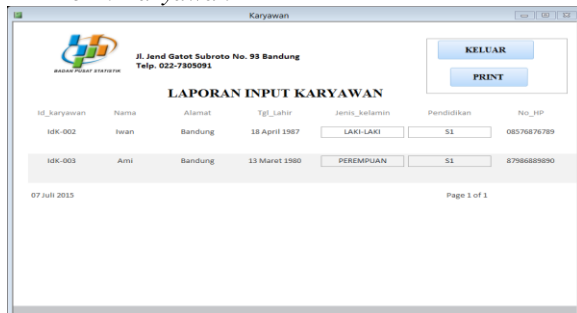 Karyawan
BADAN PUSAT STATISTIK
Jl. Jend Gatot Subroto No. 93 Bandung
Telp. 022-7305091
KELUAR
PRINT
LAPORAN INPUT KARYAWAN
Id_karyawan Nama Alamat Tgl_Lahir Jenis_kelamin Pendidikan No_HP
IdK-002 Iwan Bandung 18 April 1987 LAKI-LAKI S1 08576876789
IdK-003 Ami Bandung 13 Maret 1980 PEREMPUAN S1 87986889890
07 Juli 2015 Page 1 of 1